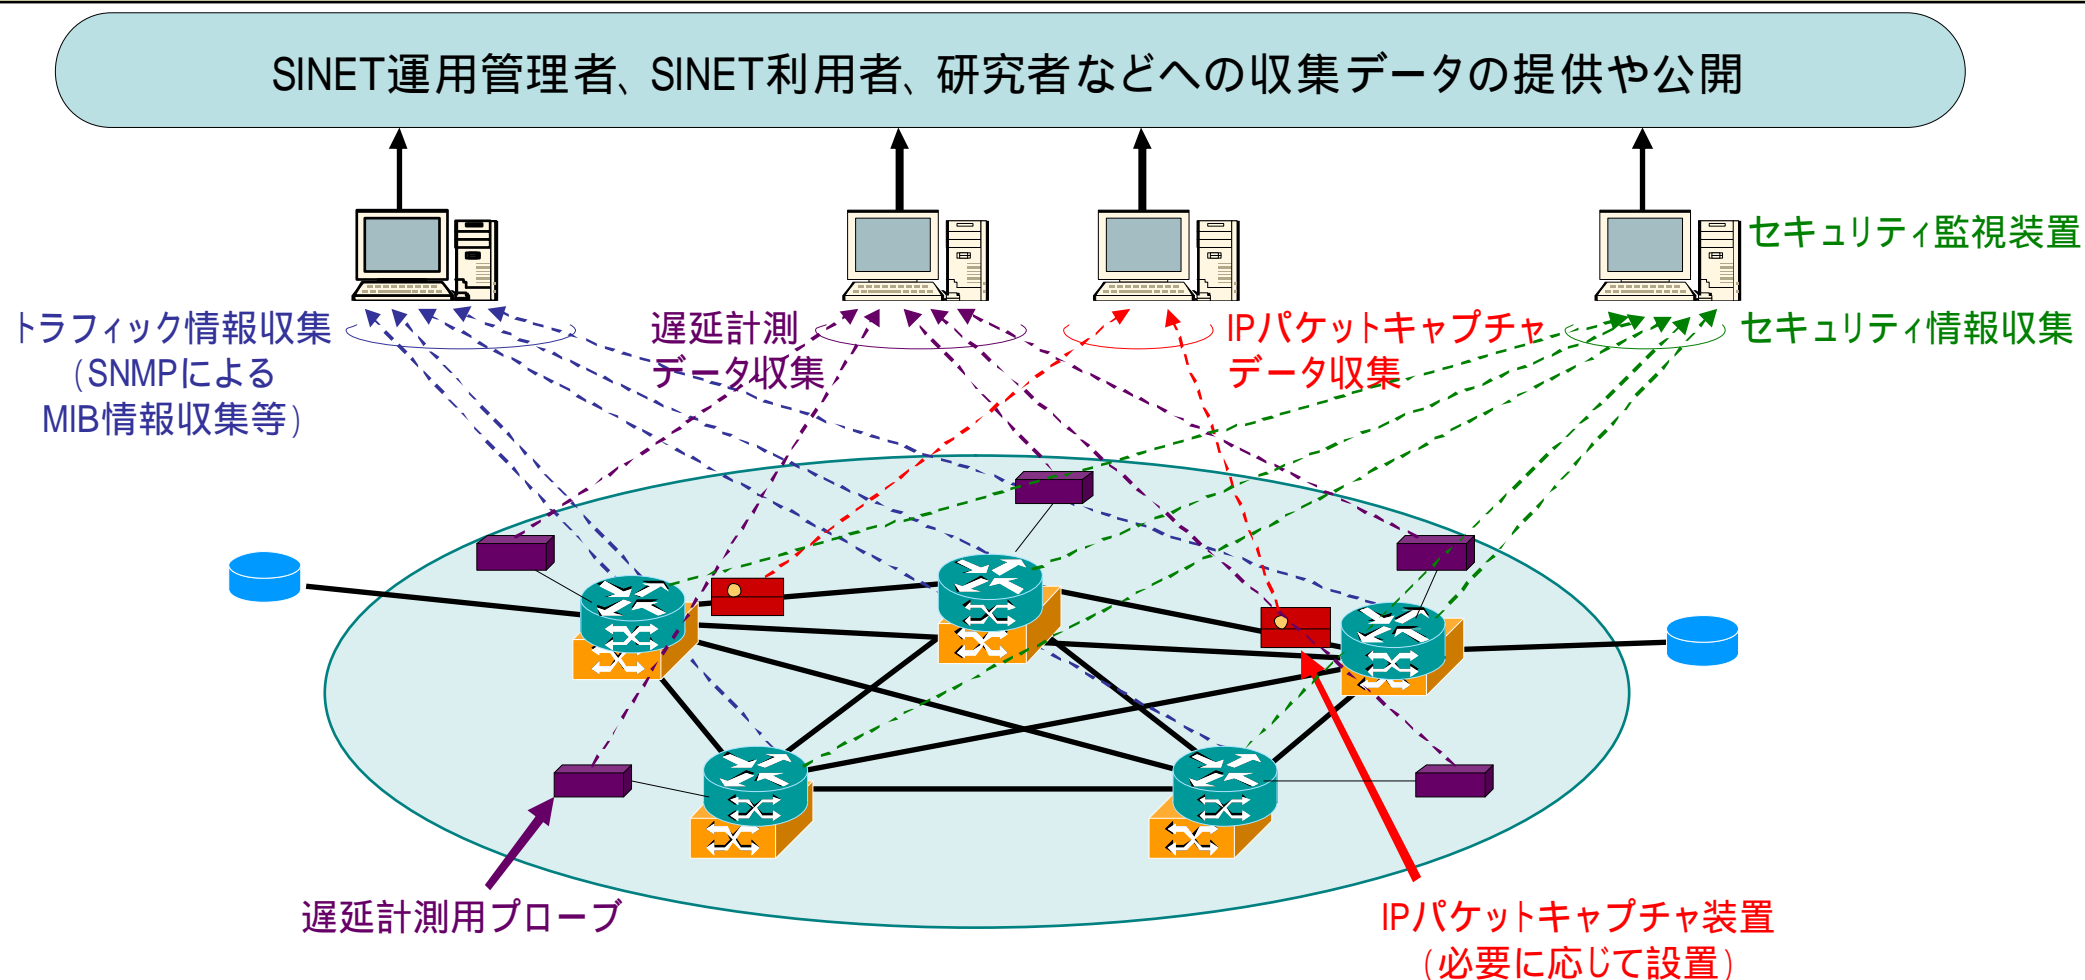 SINET運用管理者、SINET利用者、研究者などへの収集データの提供や公開
セキュリティ監視装置
トラフィック情報収集
(SNMPによる
MIB情報収集等)
遅延計測
データ収集
IPパケットキャプチャ
データ収集
セキュリティ情報収集
遅延計測用プローブ
IPパケットキャプチャ装置
(必要に応じて設置)